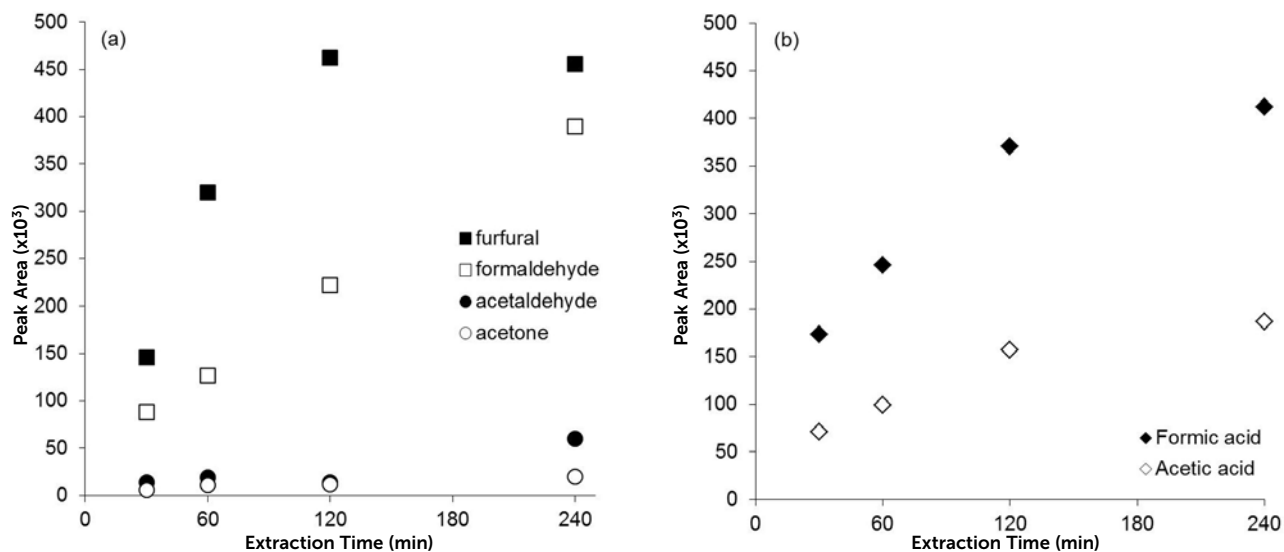 (a)
Peak Area (x10³)
500
450
400
350
300
250
200
150
100
50
0
furfural
formaldehyde
acetaldehyde
acetone
0 60 120 180 240
Extraction Time (min)
(b)
Peak Area (x10³)
500
450
400
350
300
250
200
150
100
50
0
Formic acid
Acetic acid
0 60 120 180 240
Extraction Time (min)